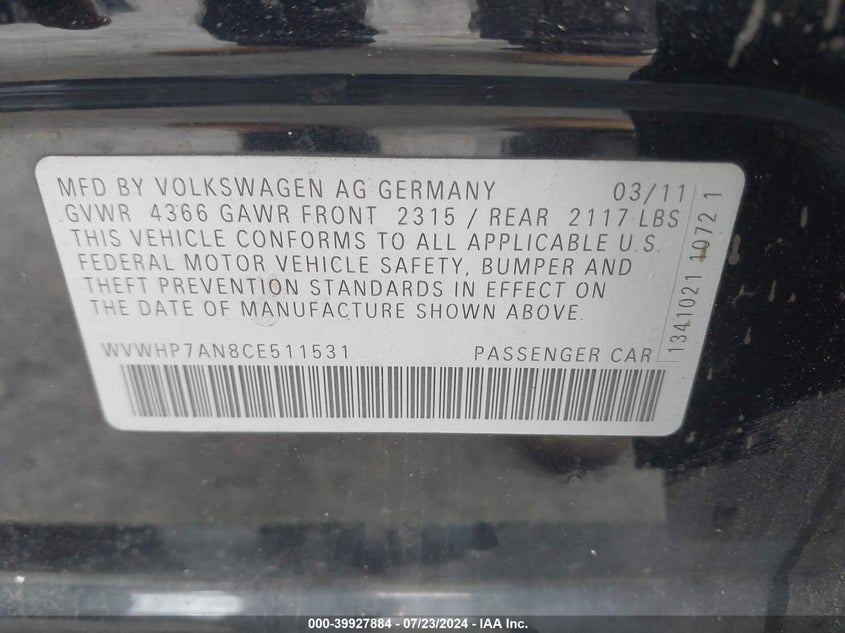 MFD BY VOLKSWAGEN AG GERMANY 03/11
GVWR 4366 GAWR FRONT 2315 / REAR 2117 LBS
THIS VEHICLE CONFORMS TO ALL APPLICABLE U.S.
FEDERAL MOTOR VEHICLE SAFETY, BUMPER AND
THEFT PREVENTION STANDARDS IN EFFECT ON
THE DATE OF MANUFACTURE SHOWN ABOVE.
WVWHP7AN8CE511531 PASSENGER CAR
1341021 1072 1
000-39927884 - 07/23/2024 - IAA Inc.